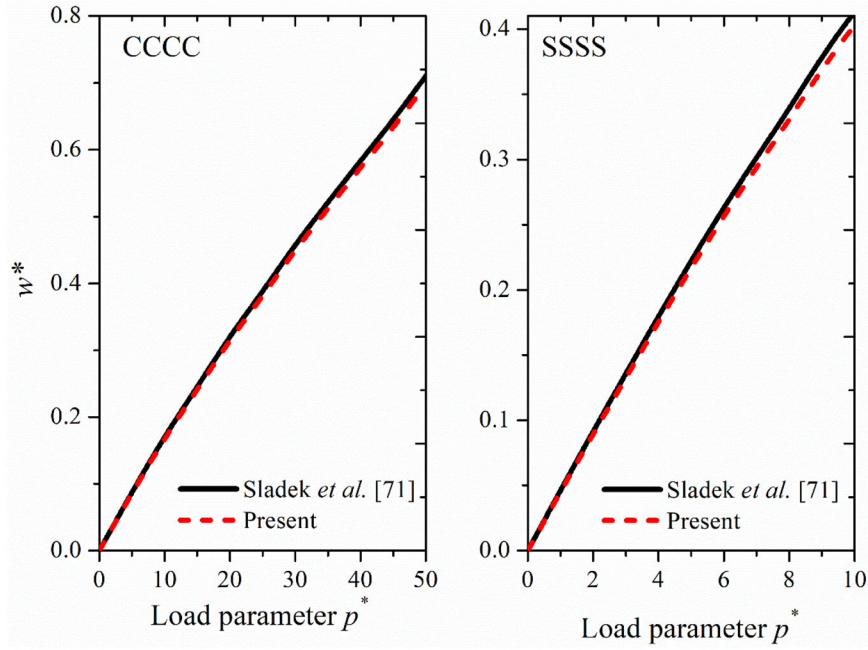 CCCC
0.8
0.6
0.4
0.2
0.0
w*
0 10 20 30 40 50
Load parameter p*
Sladek et al. [71]
Present
SSSS
0.4
0.3
0.2
0.1
0.0
0 2 4 6 8 10
Load parameter p*
Sladek et al. [71]
Present